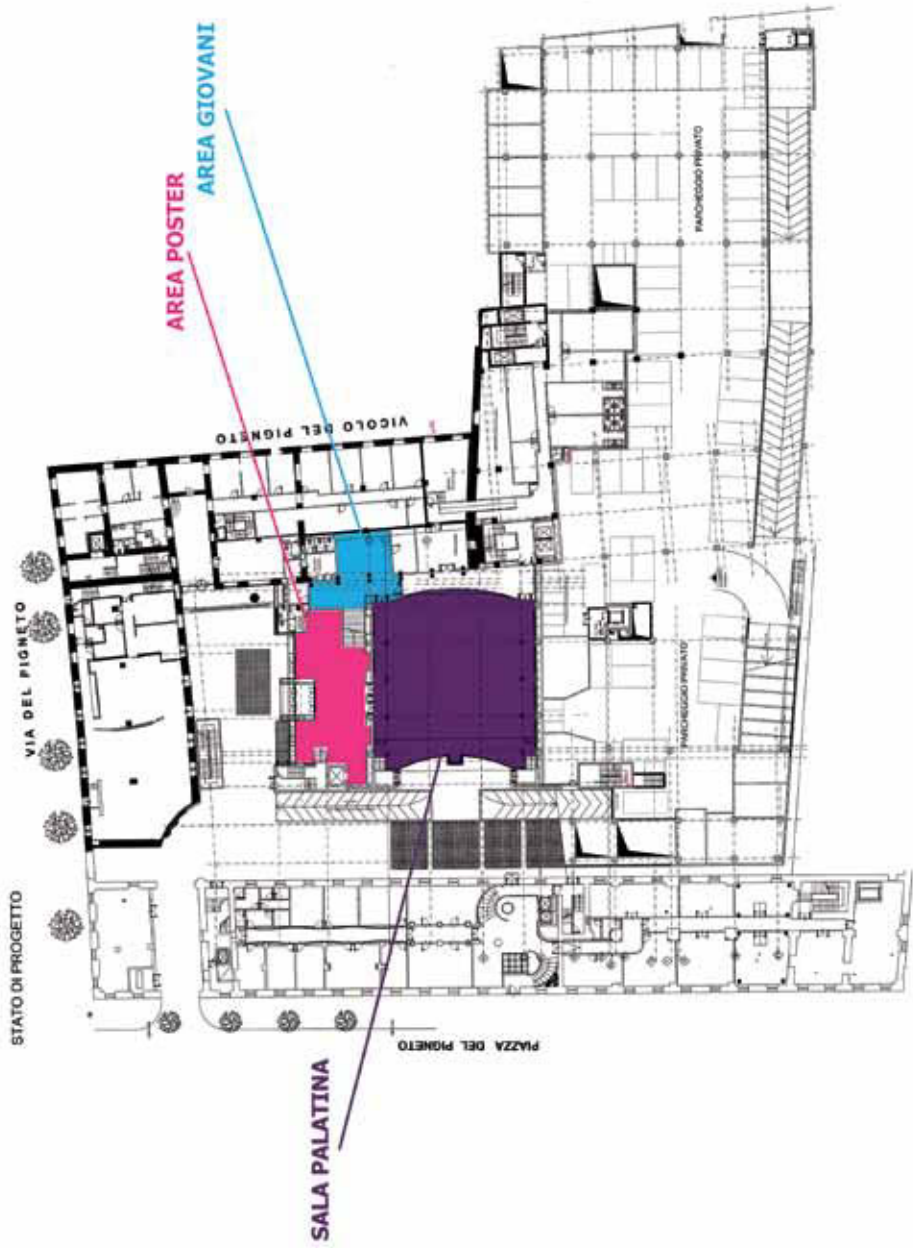 STATO DI PROGETTO
VIA DEL PIGNETO
AREA POSTER
AREA GIOVANI
VICOLO DEL PIGNETO
PARCHEGGIO PRIVATO
PARCHEGGIO PRIVATO
PIAZZA DEL PIGNETO
SALA PALATINA